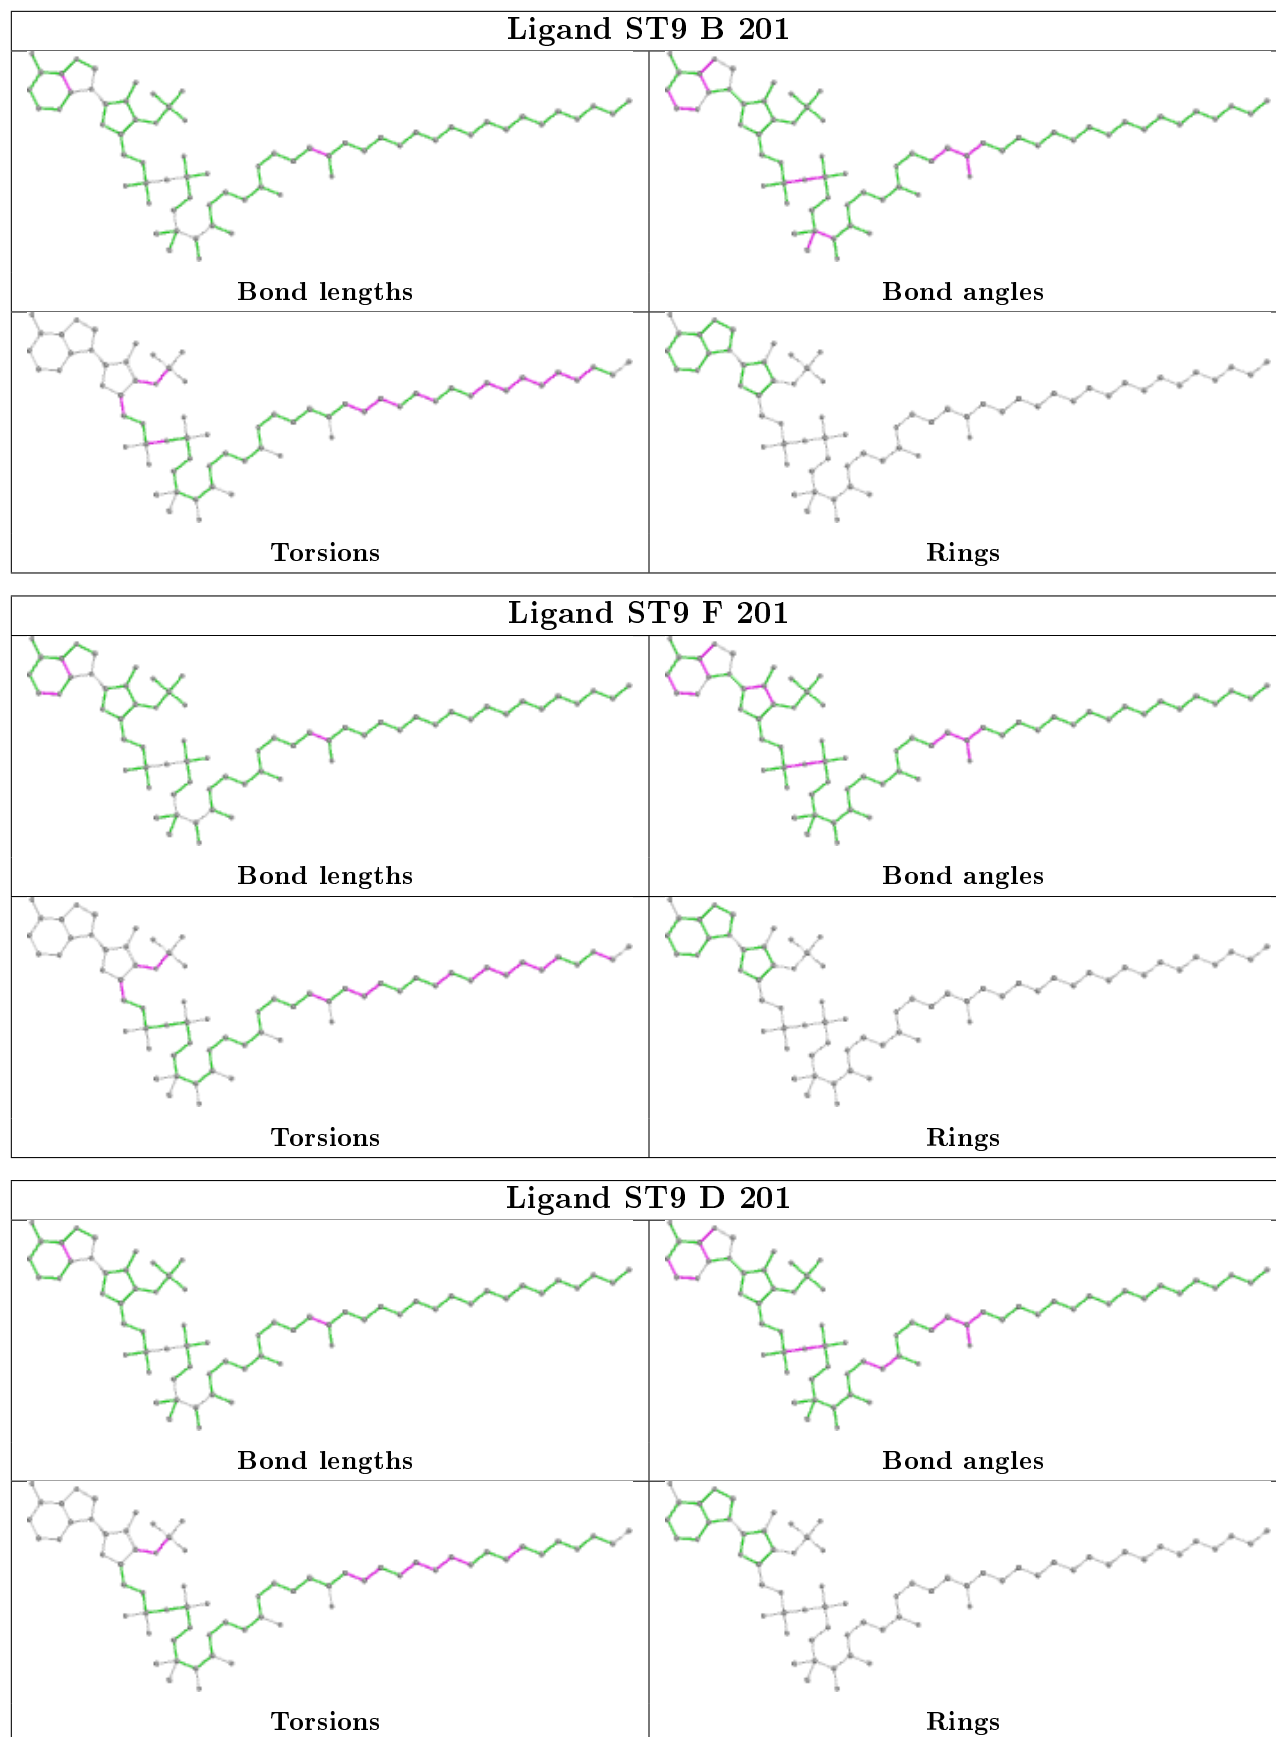 Ligand ST9 B 201
Bond lengths
Bond angles
Torsions
Rings
Ligand ST9 F 201
Bond lengths
Bond angles
Torsions
Rings
Ligand ST9 D 201
Bond lengths
Bond angles
Torsions
Rings